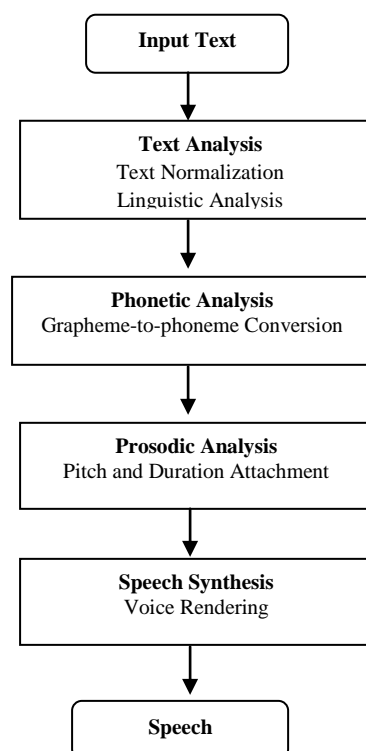 Input Text
Text Analysis
Text Normalization
Linguistic Analysis
Phonetic Analysis
Grapheme-to-phoneme Conversion
Prosodic Analysis
Pitch and Duration Attachment
Speech Synthesis
Voice Rendering
Speech